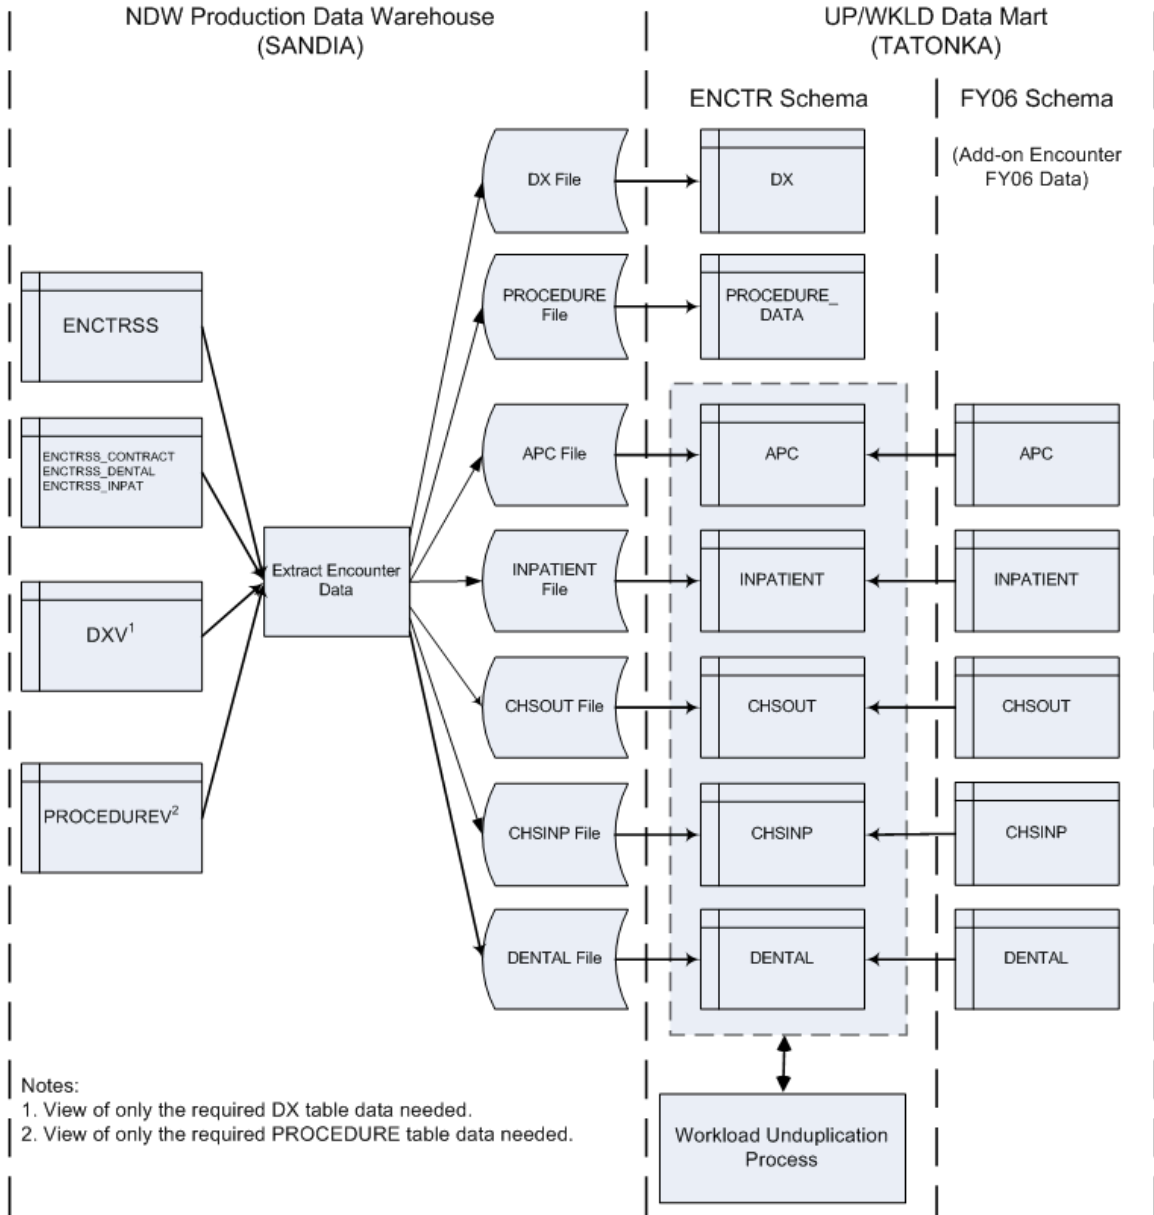 NDW Production Data Warehouse
(SANDIA)
UP/WKLD Data Mart
(TATONKA)
ENCTR Schema
FY06 Schema
(Add-on Encounter
FY06 Data)
DX File
DX
PROCEDURE
File
PROCEDURE_
DATA
ENCTRSS
ENCTRSS_CONTRACT
ENCTRSS_DENTAL
ENCTRSS_INPAT
DXV1
PROCEDUREV2
Extract Encounter
Data
APC File
APC
APC
INPATIENT
File
INPATIENT
INPATIENT
CHSOUT File
CHSOUT
CHSOUT
CHSINP File
CHSINP
CHSINP
DENTAL File
DENTAL
DENTAL
Notes:
1. View of only the required DX table data needed.
2. View of only the required PROCEDURE table data needed.
Workload Unduplication
Process